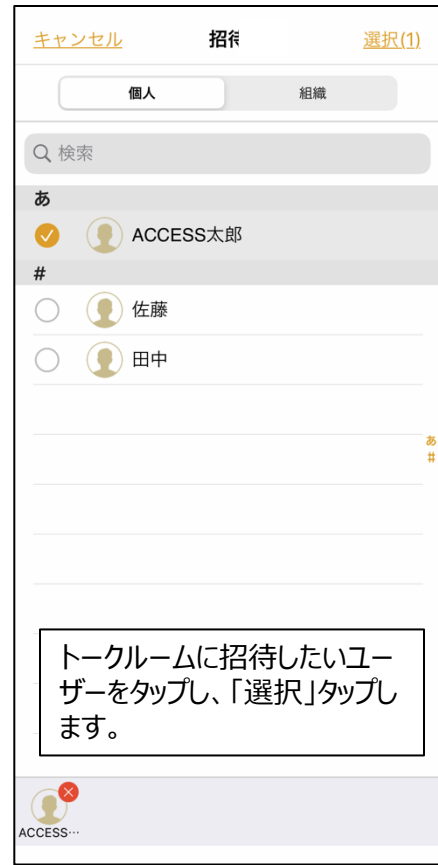 キャンセル 招待 選択(1)
個人 組織
検索
あ
ACCESS太郎
#
佐藤
田中
あ
#
トークルームに招待したいユー
ザーをタップし、「選択」タップし
ます。
ACCESS…